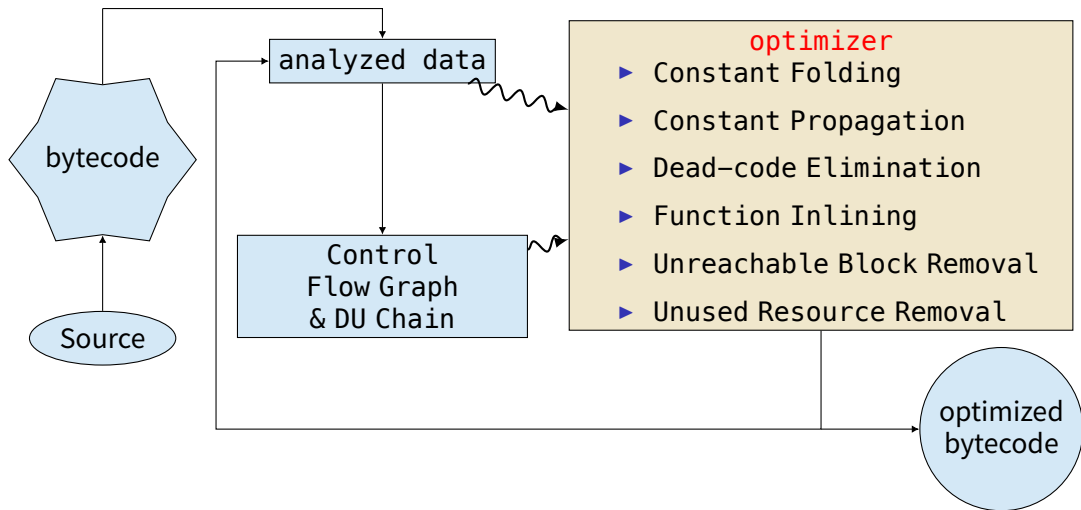 bytecode
Source
analyzed data
Control
Flow Graph
& DU Chain
optimizer
▶ Constant Folding
▶ Constant Propagation
▶ Dead−code Elimination
▶ Function Inlining
▶ Unreachable Block Removal
▶ Unused Resource Removal
optimized
bytecode